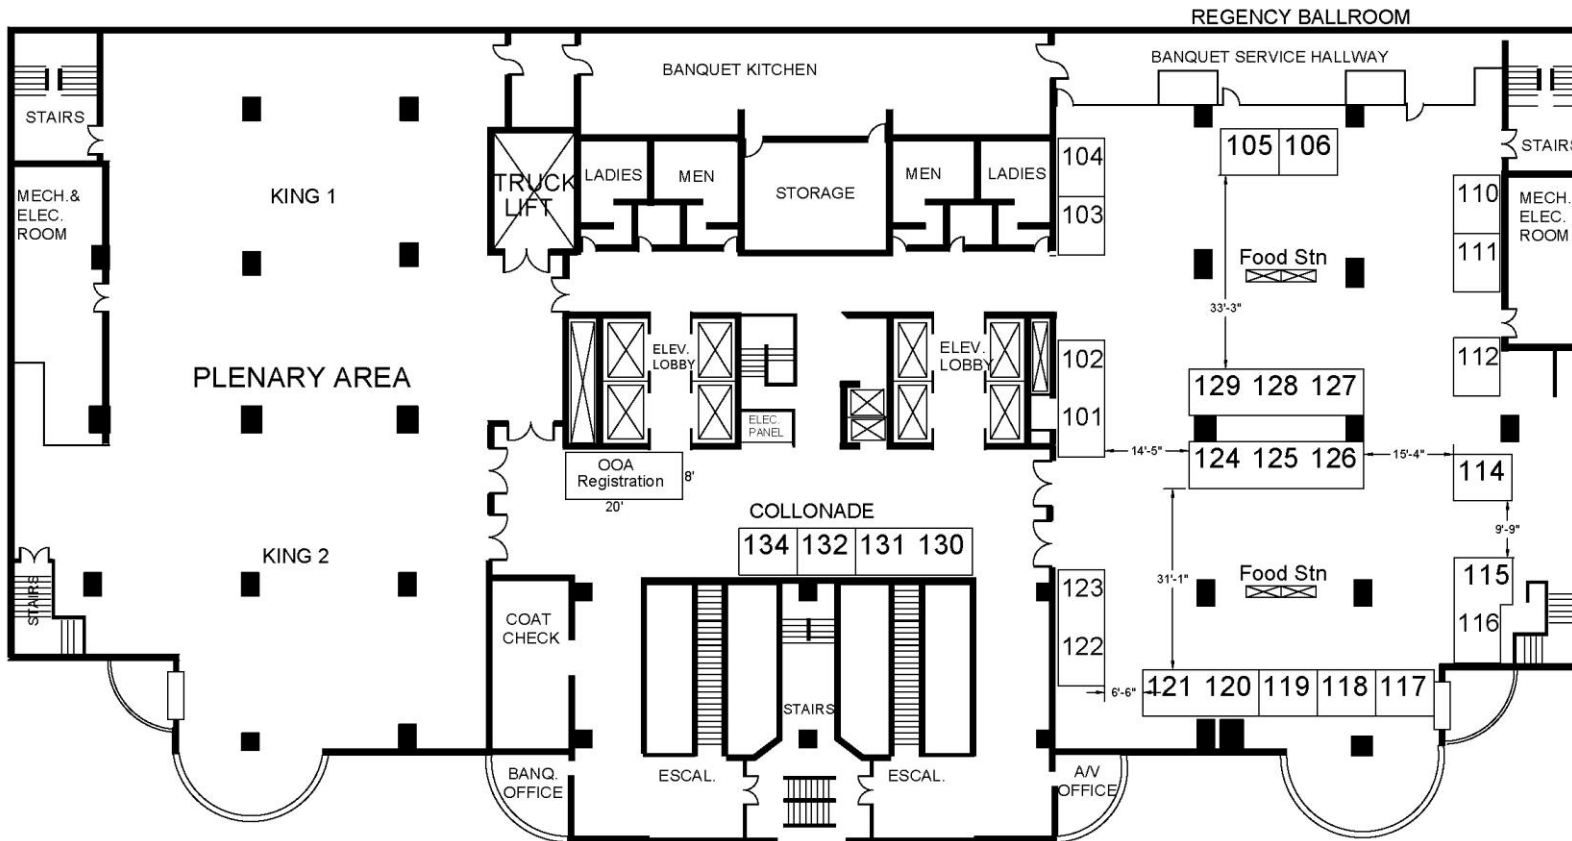 REGENCY BALLROOM
BANQUET SERVICE HALLWAY
BANQUET KITCHEN
STAIRS
KING 1
MECH.&
ELEC.
ROOM
TRUCK
LIFT
LADIES
MEN
STORAGE
MEN
LADIES
104
103
105 106
STAIRS
110
111
MECH.
ELEC.
ROOM
Food Stn
33'-3"
PLENARY AREA
ELEV.
LOBBY
ELEV.
LOBBY
ELEC.
PANEL
102
101
129 128 127
112
124 125 126
14'-5"
15'-4"
114
9'-9"
OOA
Registration
8'
20'
COLLONADE
134 132 131 130
KING 2
STAIRS
COAT
CHECK
123
122
31'-1"
Food Stn
115
116
6'-6"
121 120 119 118 117
STAIRS
BANQ.
OFFICE
ESCAL.
ESCAL.
A/V
OFFICE